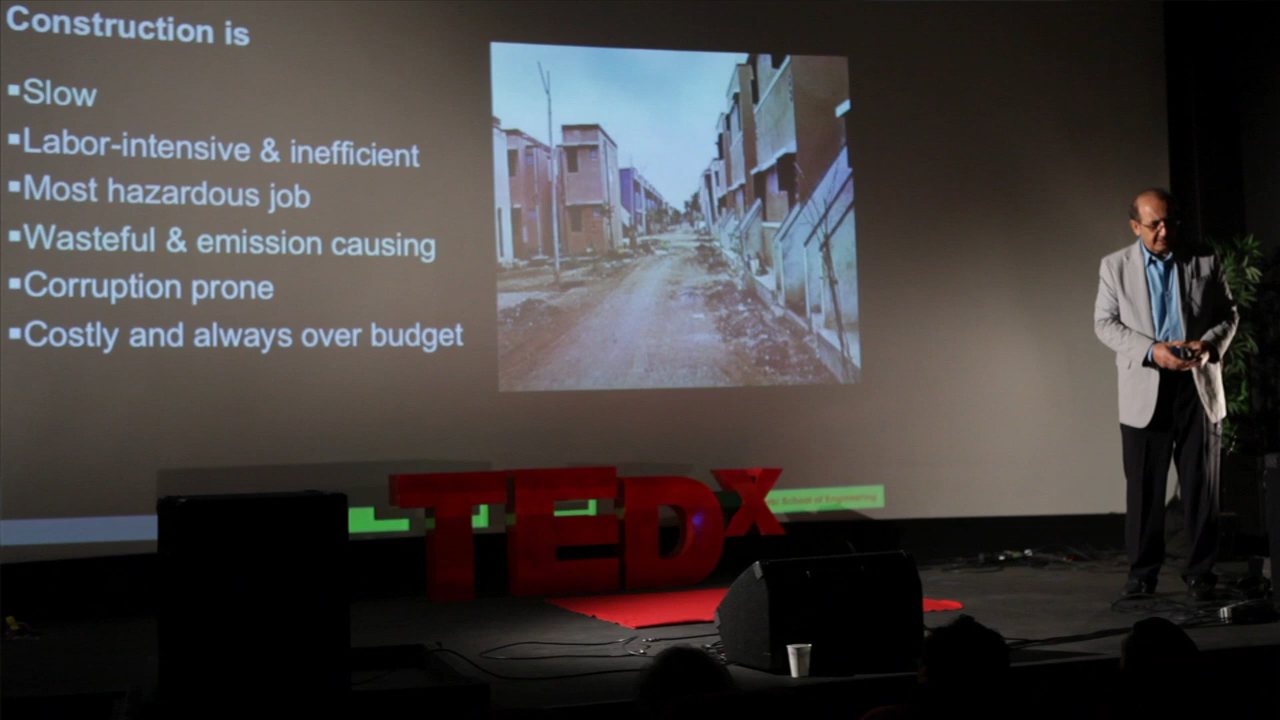 Construction is
▪Slow
▪Labor-intensive & inefficient
▪Most hazardous job
▪Wasteful & emission causing
▪Corruption prone
▪Costly and always over budget
TEDx
School of Engineering